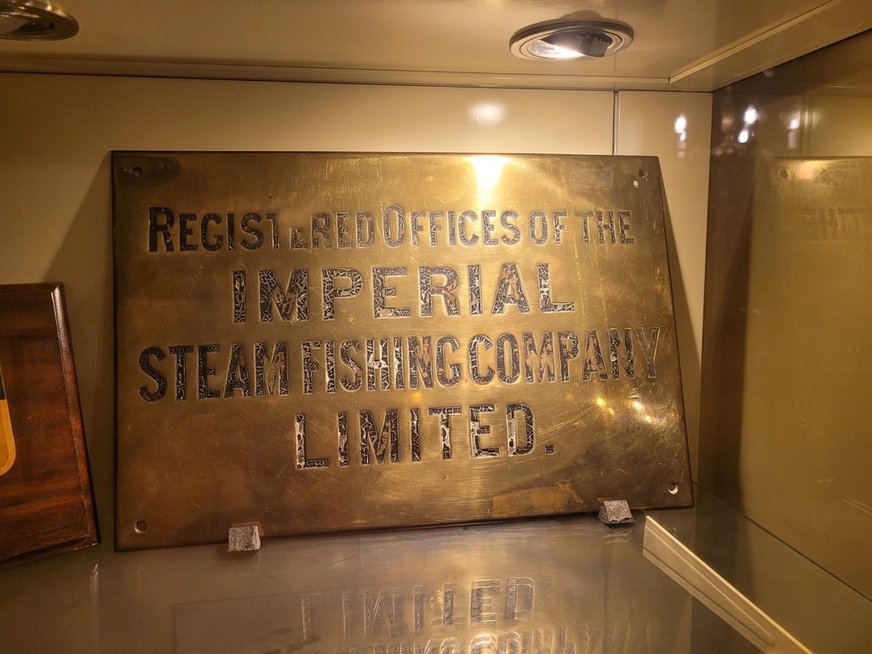 REGISTERED OFFICES OF THE
IMPERIAL
STEAM FISHING COMPANY
LIMITED.